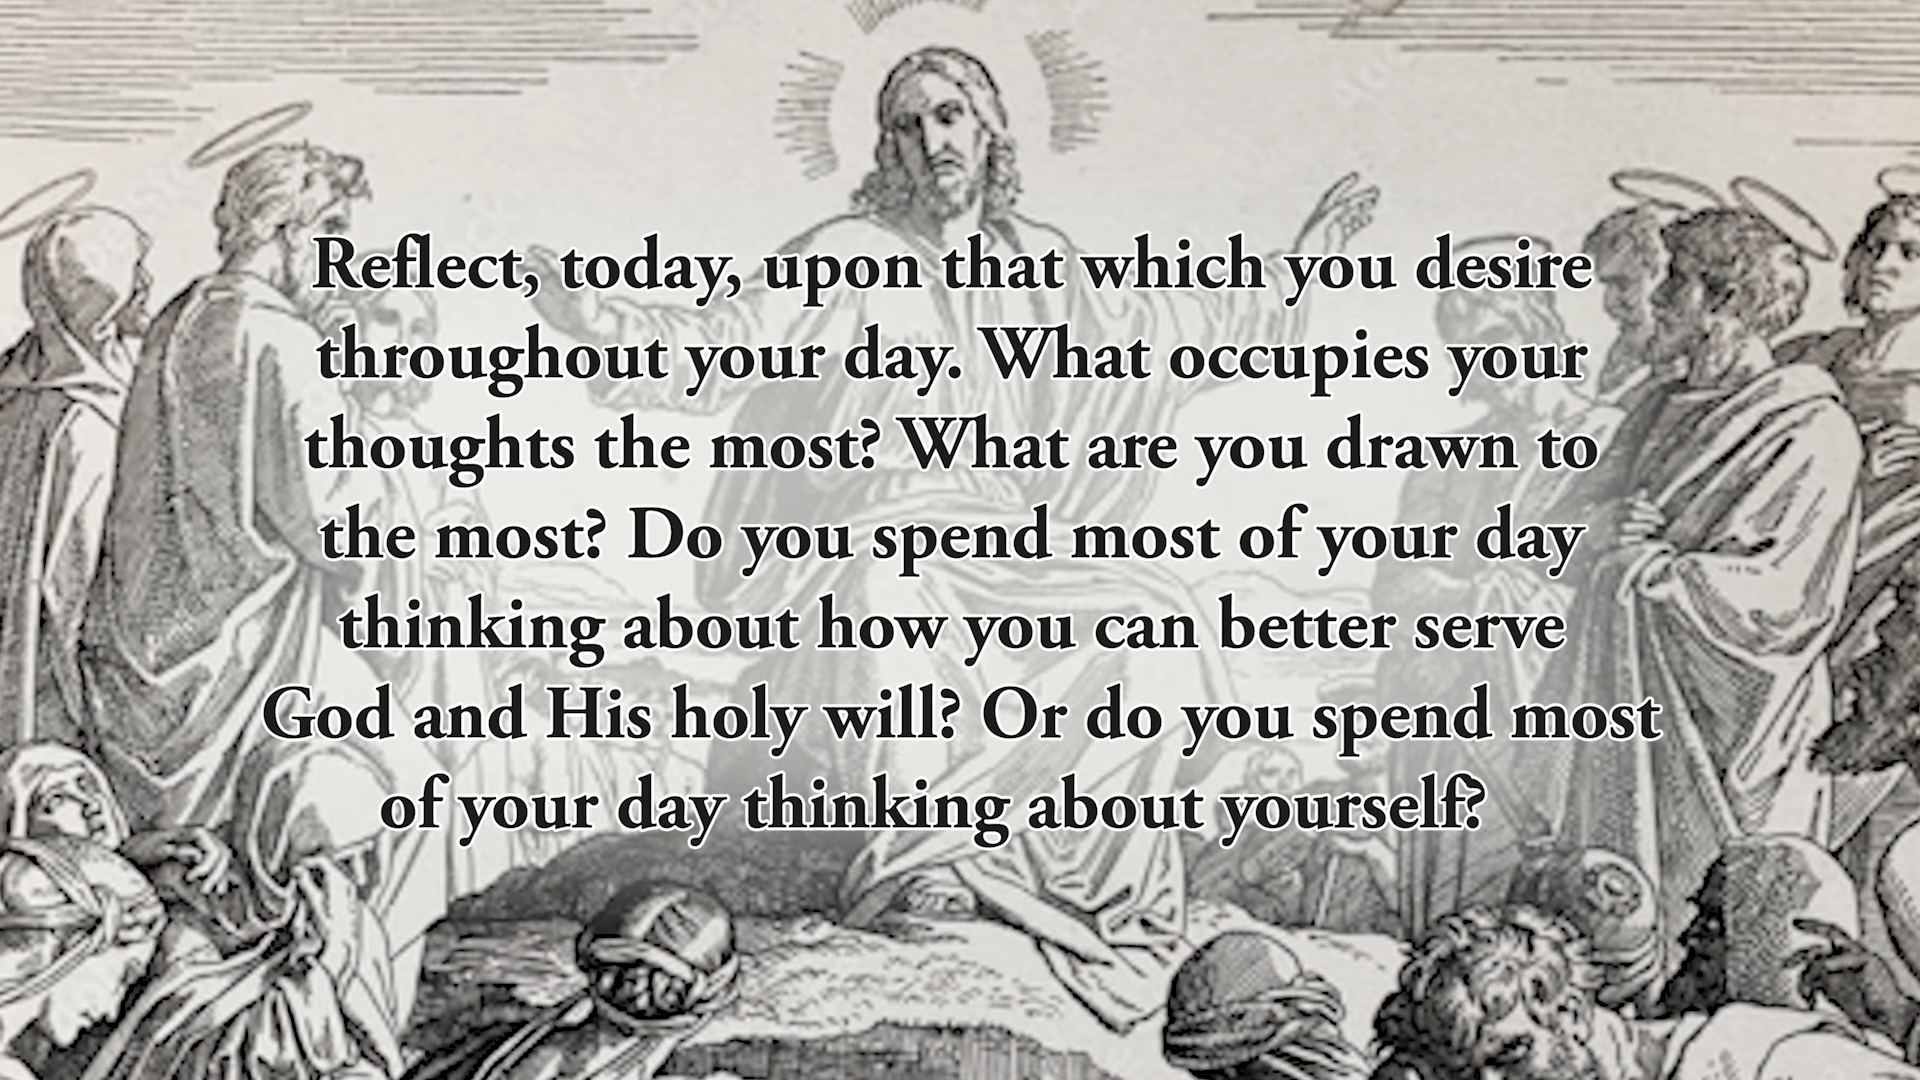 Reflect, today, upon that which you desire
throughout your day. What occupies your
thoughts the most? What are you drawn to
the most? Do you spend most of your day
thinking about how you can better serve
God and His holy will? Or do you spend most
of your day thinking about yourself?